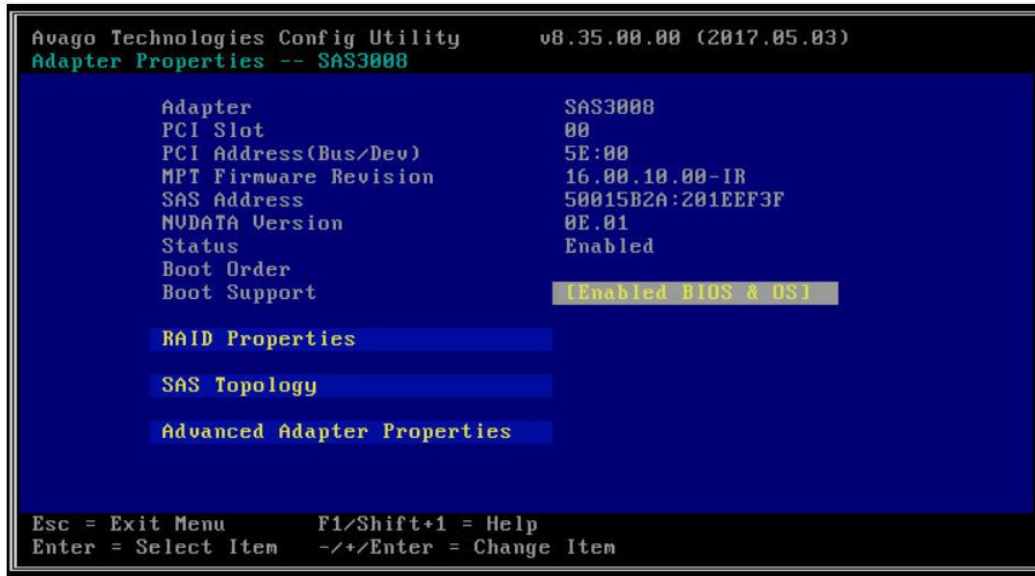 Avago Technologies Config Utility v8.35.00.00 (2017.05.03)
Adapter Properties -- SAS3008
Adapter SAS3008
PCI Slot 00
PCI Address(Bus/Dev) 5E:00
MPT Firmware Revision 16.00.10.00-IR
SAS Address 50015B2A:201EEF3F
NVDATA Version 0E.01
Status Enabled
Boot Order
Boot Support [Enabled BIOS & OS]
RAID Properties
SAS Topology
Advanced Adapter Properties
Esc = Exit Menu F1/Shift+1 = Help
Enter = Select Item -/+/Enter = Change Item